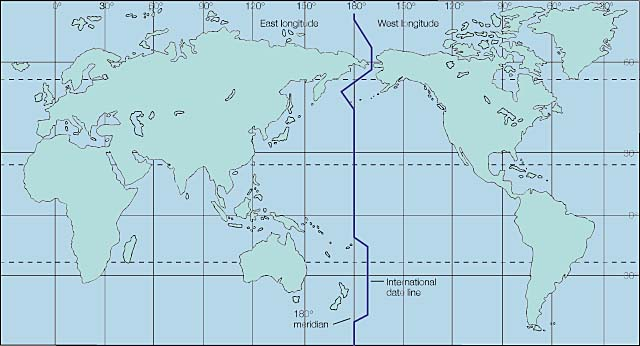 0° 30 60° 90° 120° 150° 180° 150° 120° 90° 60° 30°
East longitude West longitude
60
30
0
30
International
date line
180°
meridian